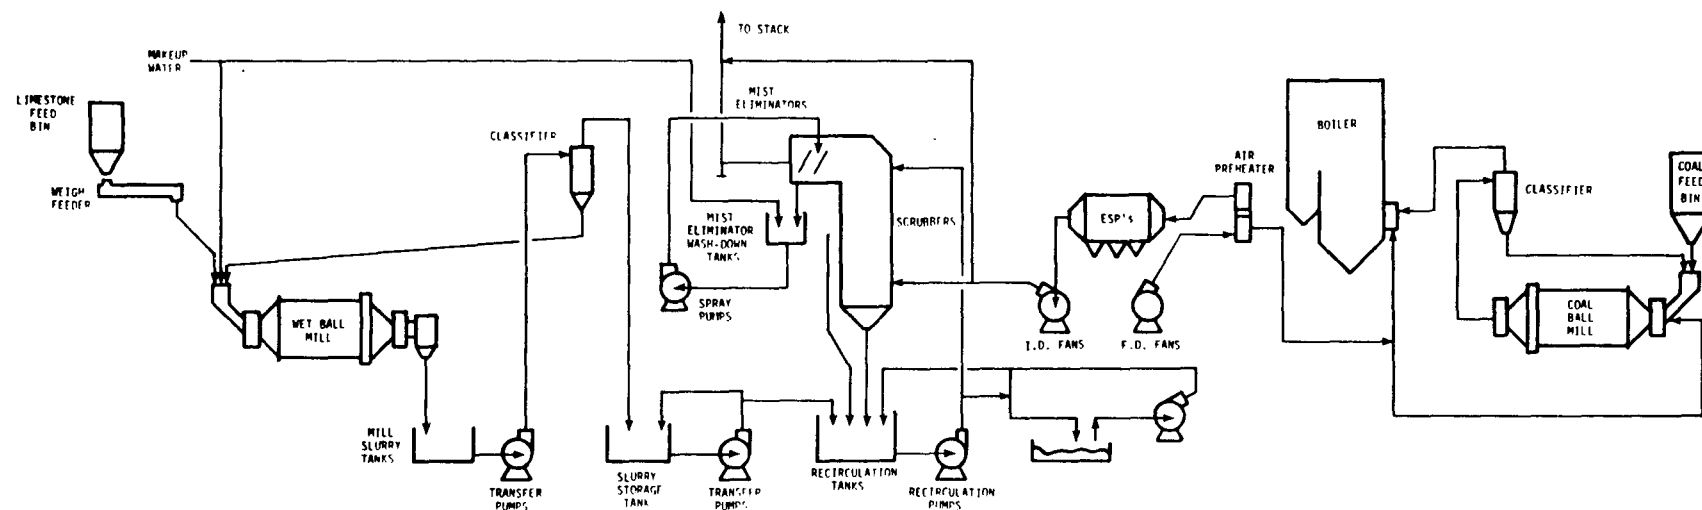 TO STACK
MAKEUP
WATER
LIMESTONE
FEED
BIN
WEIGH
FEEDER
CLASSIFIER
MIST
ELIMINATORS
MIST
ELIMINATOR
WASH-DOWN
TANKS
SPRAY
PUMPS
SCRUBBERS
WET BALL
MILL
MILL
SLURRY
TANKS
TRANSFER
PUMPS
SLURRY
STORAGE
TANK
TRANSFER
PUMPS
RECIRCULATION
TANKS
RECIRCULATION
PUMPS
ESP's
I.D. FANS
F.D. FANS
AIR
PREHEATER
BOILER
CLASSIFIER
COAL
FEED
BIN
COAL
BALL
MILL